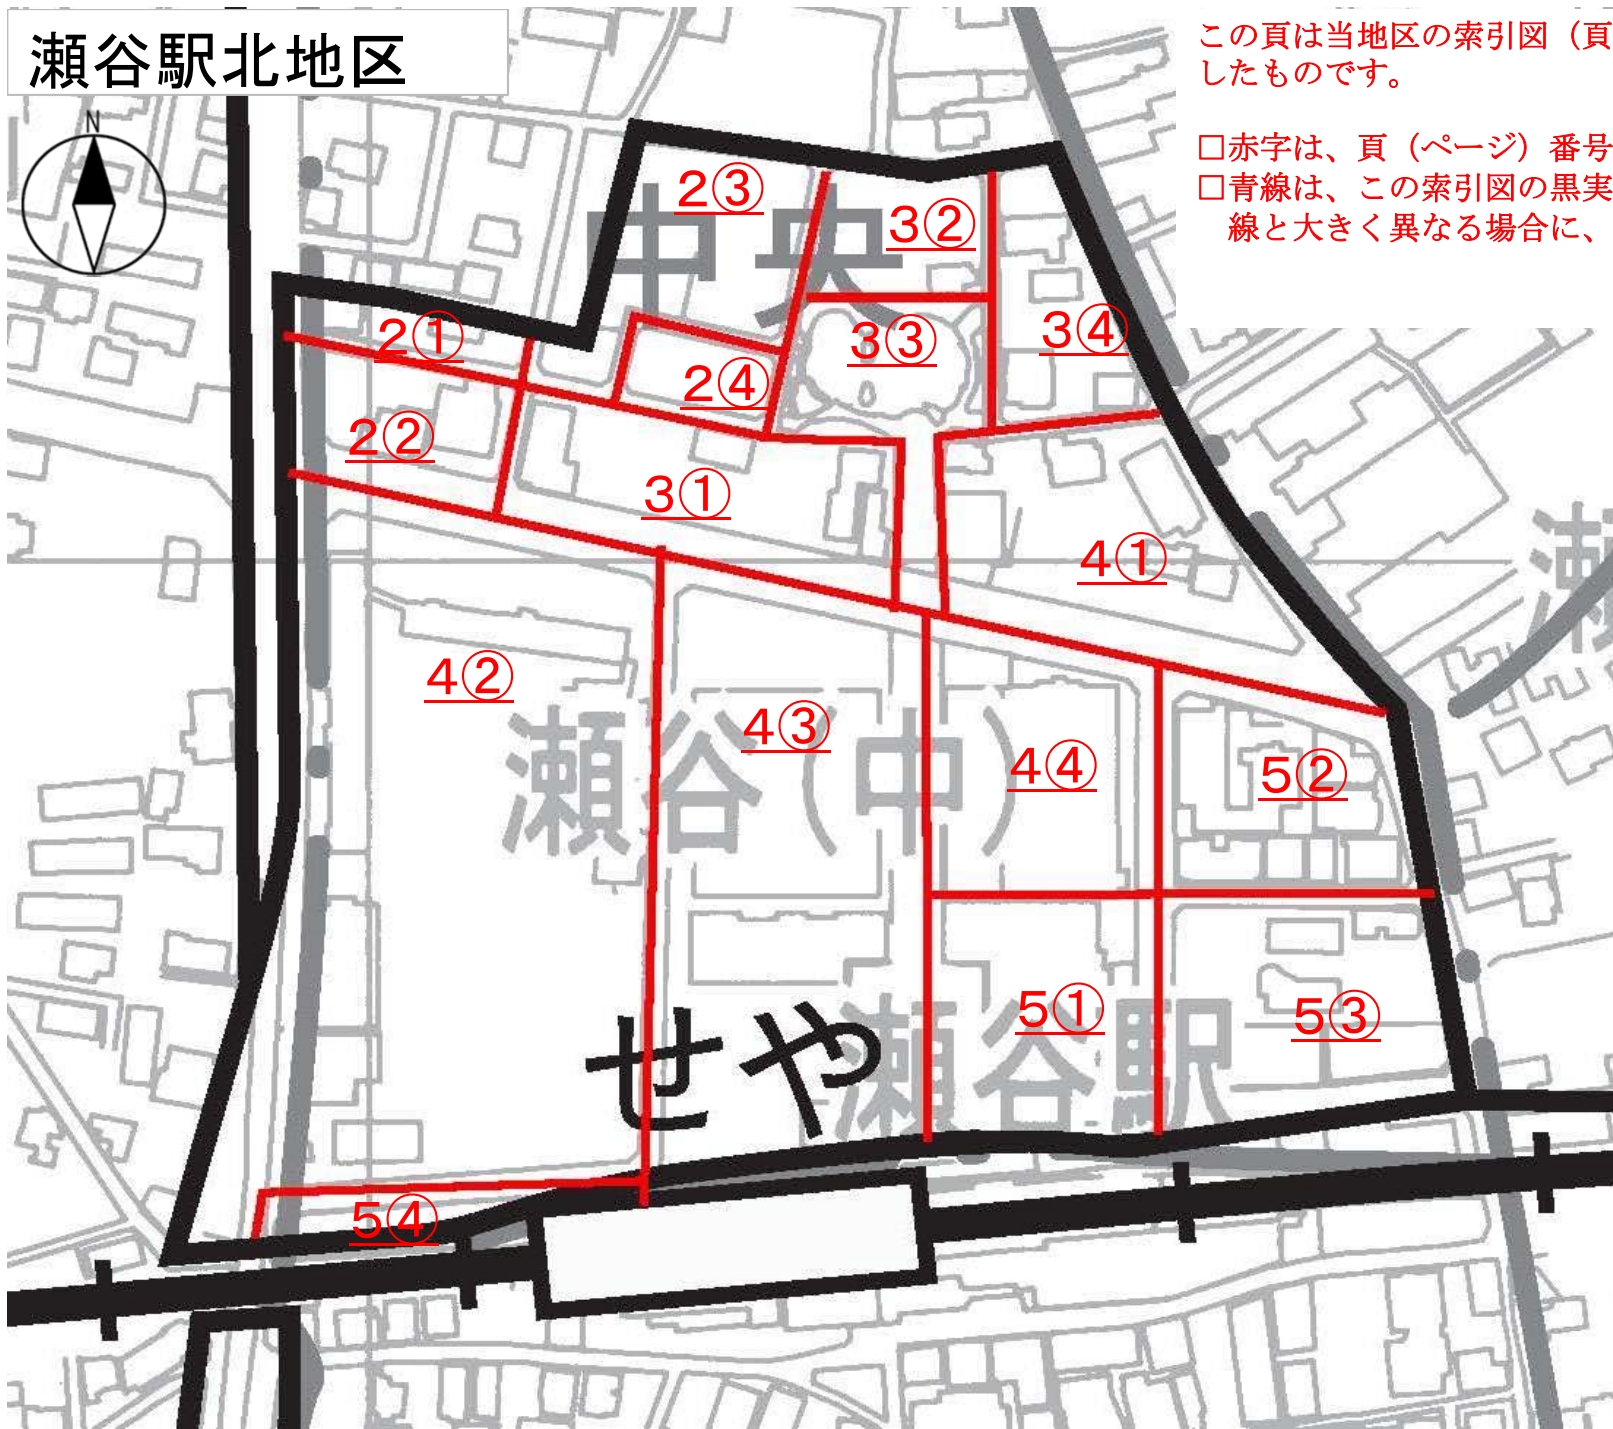 瀬谷駅北地区
この頁は当地区の索引図（頁
したものです。
□赤字は、頁（ページ）番号
□青線は、この索引図の黒実
線と大きく異なる場合に、
N
中央
2③
3②
2①
3③
3④
2④
2②
3①
4①
瀬
4②
4③
瀬谷(中)
4④
5②
せや
瀬谷駅
5①
5③
5④